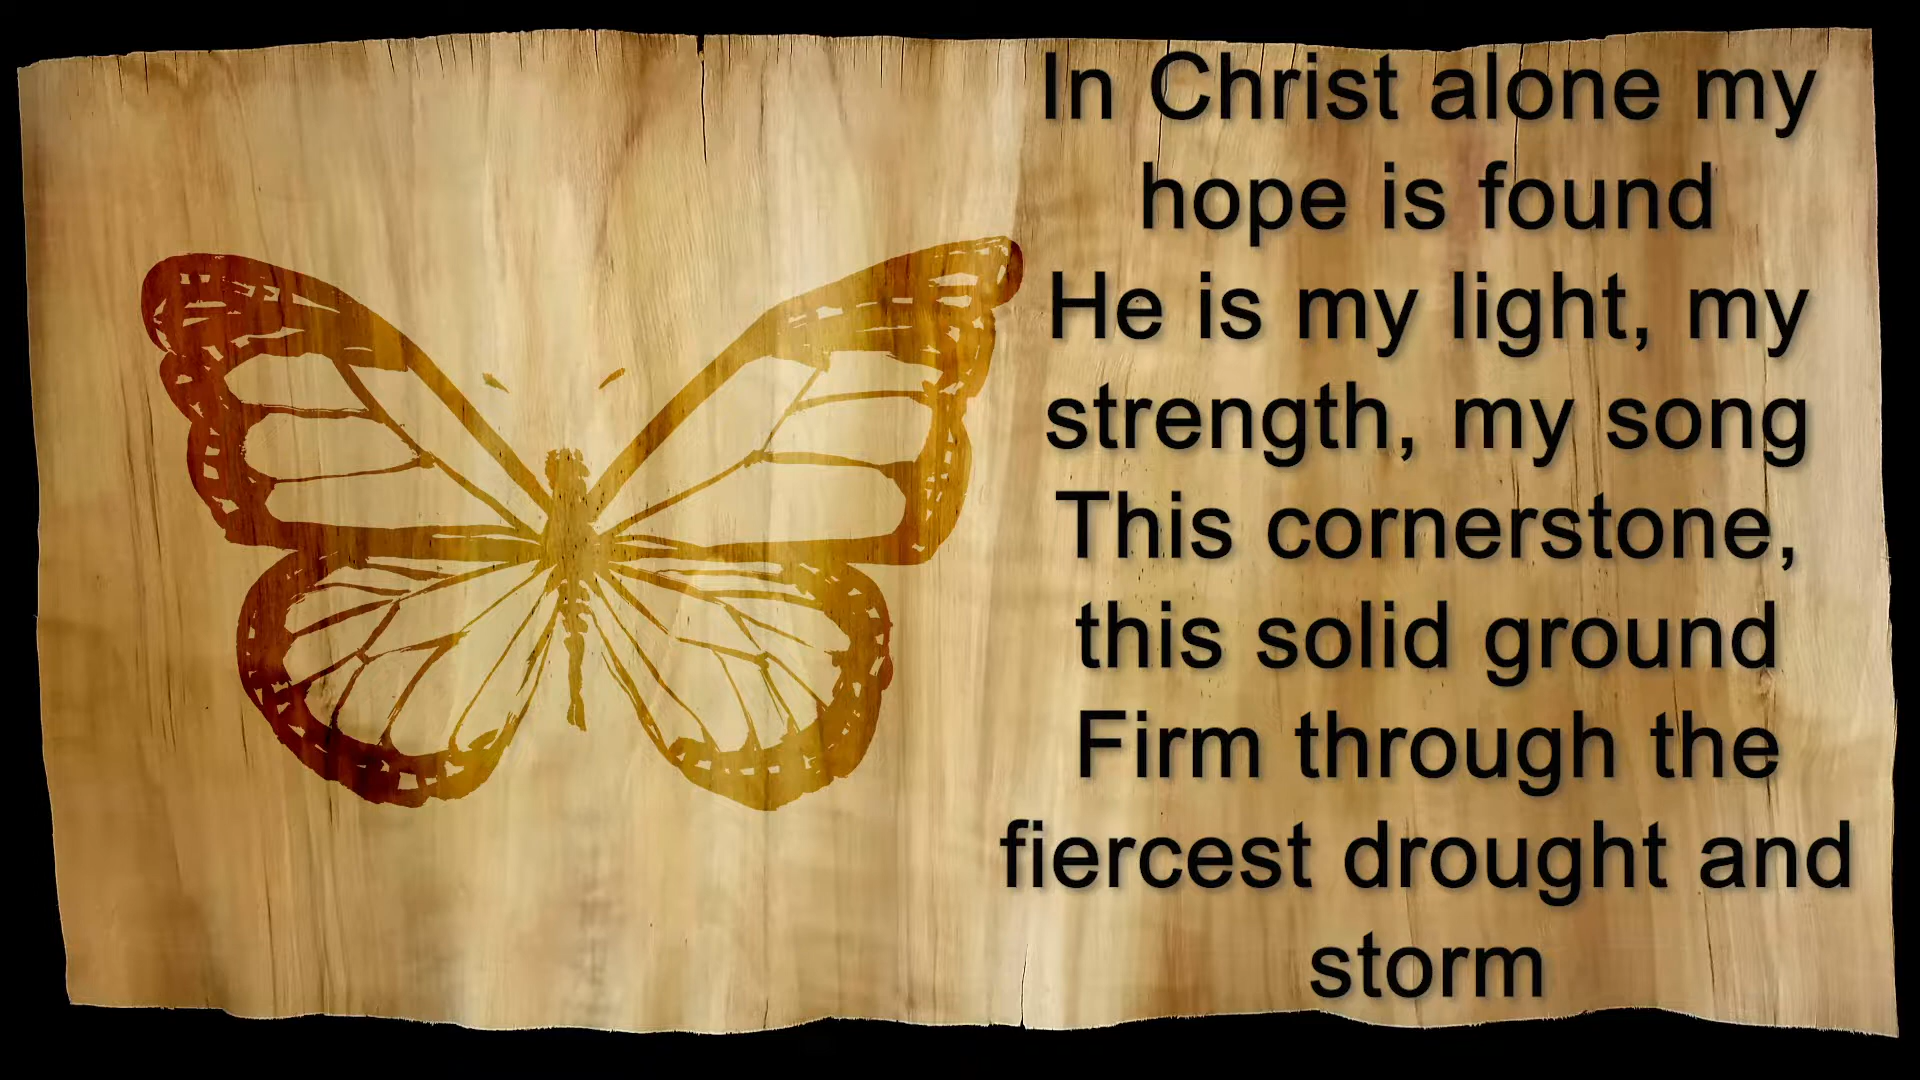 In Christ alone my
hope is found
He is my light, my
strength, my song
This cornerstone,
this solid ground
Firm through the
fiercest drought and
storm